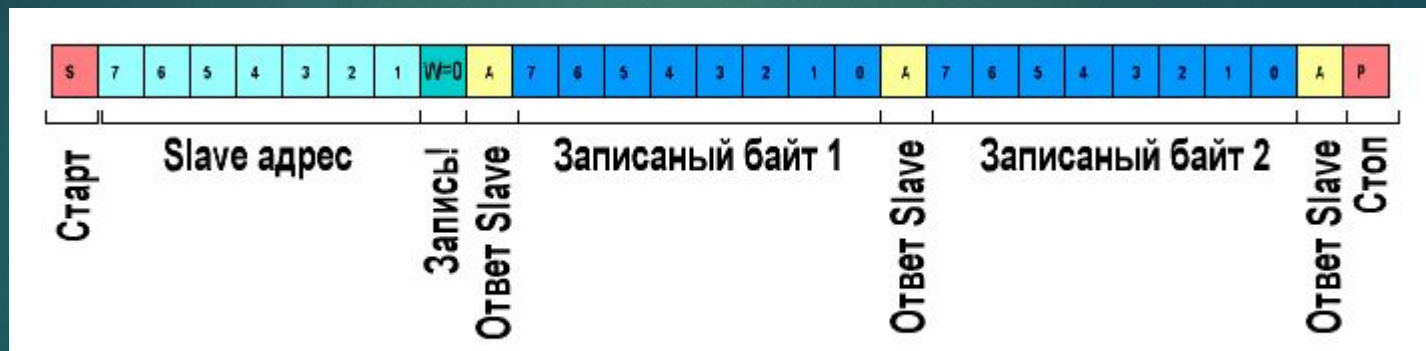 S 7 6 5 4 3 2 1 W=0 A 7 6 5 4 3 2 1 0 A 7 6 5 4 3 2 1 0 A P
Старт
Slave адрес
Запись!
Ответ Slave
Записаный байт 1
Ответ Slave
Записаный байт 2
Ответ Slave
Стоп